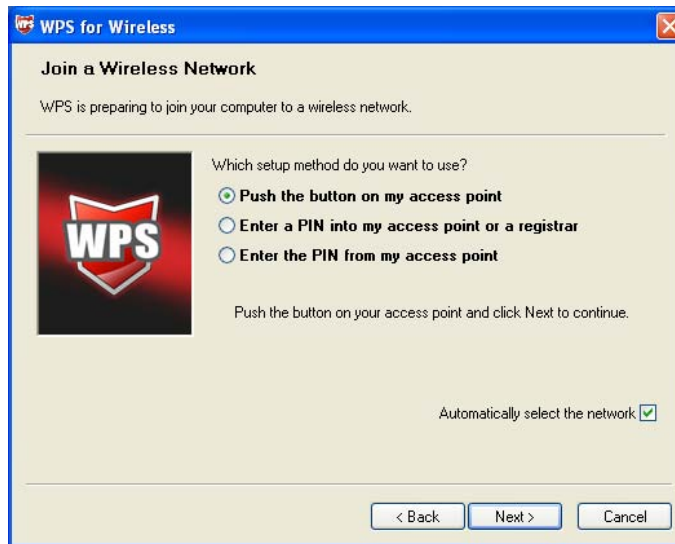 WPS for Wireless
Join a Wireless Network
WPS is preparing to join your computer to a wireless network.
WPS
Which setup method do you want to use?
Push the button on my access point
Enter a PIN into my access point or a registrar
Enter the PIN from my access point
Push the button on your access point and click Next to continue.
Automatically select the network
< Back Next > Cancel